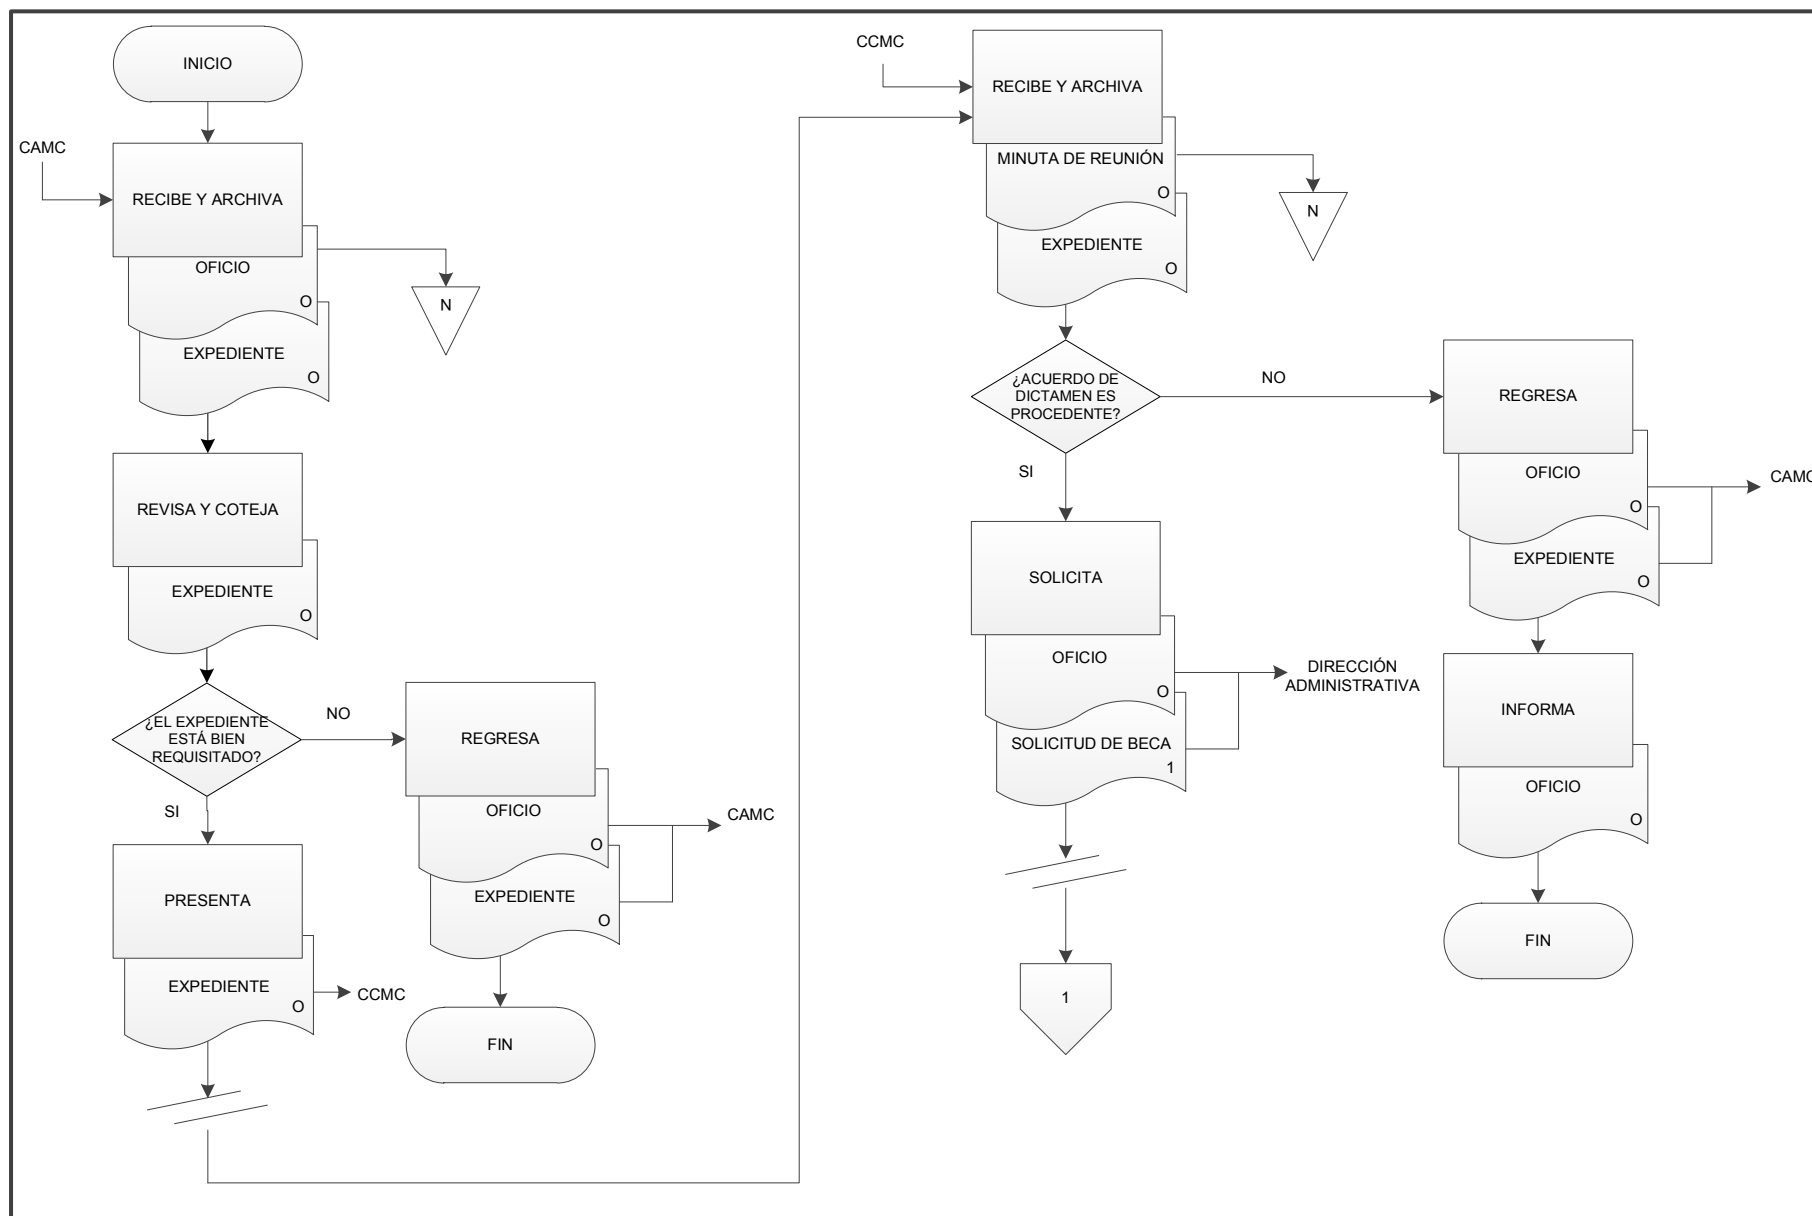 INICIO
CAMC
RECIBE Y ARCHIVA
OFICIO
O
N
EXPEDIENTE
O
REVISA Y COTEJA
EXPEDIENTE
O
¿EL EXPEDIENTE
ESTÁ BIEN
REQUISITADO?
NO
SI
REGRESA
OFICIO
O
CAMC
EXPEDIENTE
O
FIN
PRESENTA
EXPEDIENTE
O
CCMC
CCMC
RECIBE Y ARCHIVA
MINUTA DE REUNIÓN
O
N
EXPEDIENTE
O
¿ACUERDO DE
DICTAMEN ES
PROCEDENTE?
NO
SI
SOLICITA
OFICIO
O
DIRECCIÓN
ADMINISTRATIVA
SOLICITUD DE BECA
1
1
REGRESA
OFICIO
O
CAMC
EXPEDIENTE
O
INFORMA
OFICIO
O
FIN